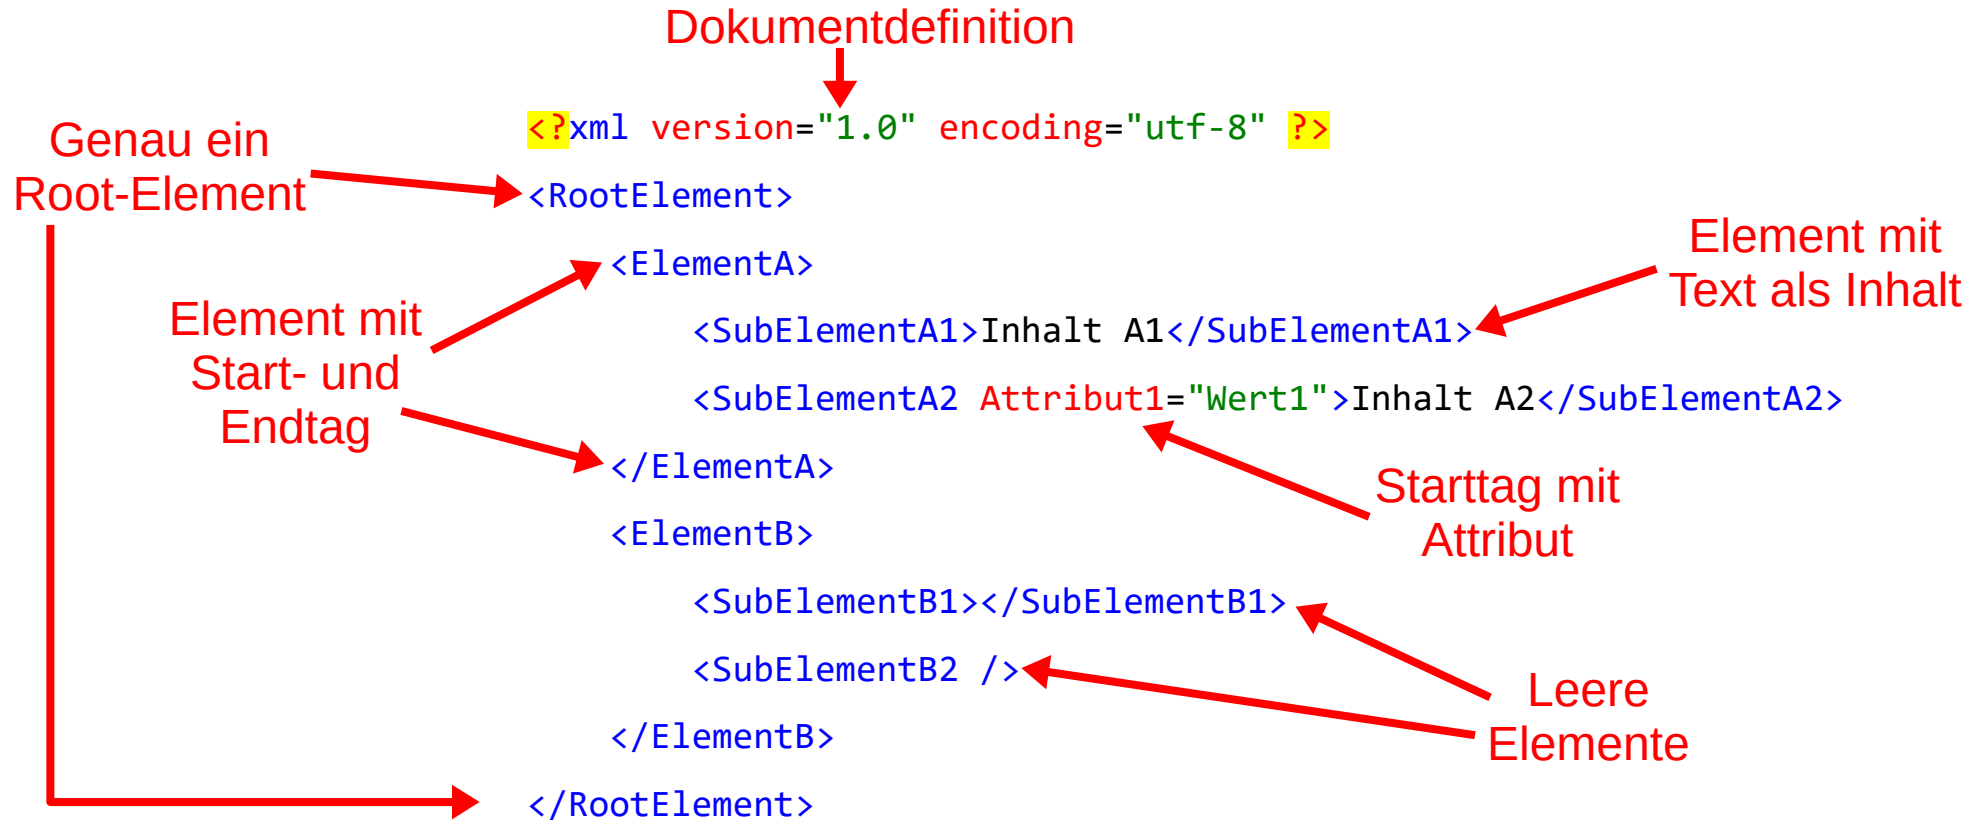 Dokumentdefinition
<?xml version="1.0" encoding="utf-8" ?>
Genau ein
Root-Element
<RootElement>
<ElementA>
Element mit
Text als Inhalt
Element mit
Start- und
Endtag
<SubElementA1>Inhalt A1</SubElementA1>
<SubElementA2 Attribut1="Wert1">Inhalt A2</SubElementA2>
</ElementA>
Starttag mit
Attribut
<ElementB>
<SubElementB1></SubElementB1>
<SubElementB2 />
Leere
Elemente
</ElementB>
</RootElement>